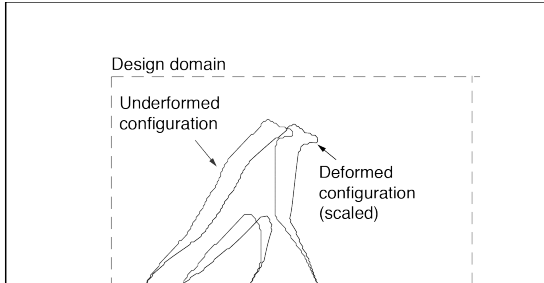 Design domain
Underformed
configuration
Deformed
configuration
(scaled)